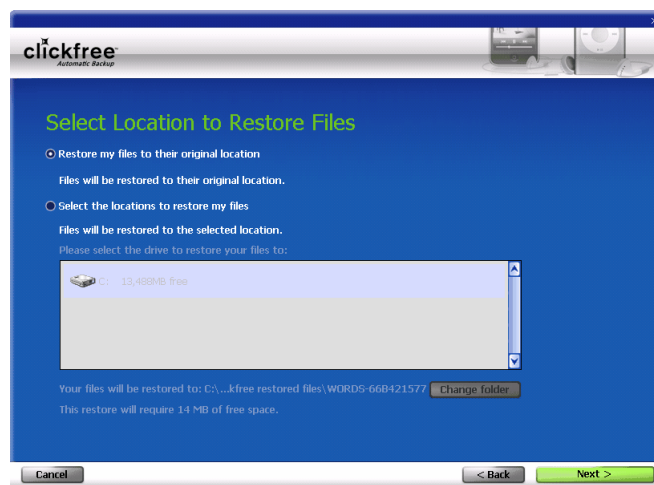 clickfree
Automatic Backup
Select Location to Restore Files
Restore my files to their original location
Files will be restored to their original location.
Select the locations to restore my files
Files will be restored to the selected location.
Please select the drive to restore your files to:
C: 13,488MB free
Your files will be restored to: C:\...kfree restored files\WORDS-66B421577 Change folder
This restore will require 14 MB of free space.
Cancel < Back Next >